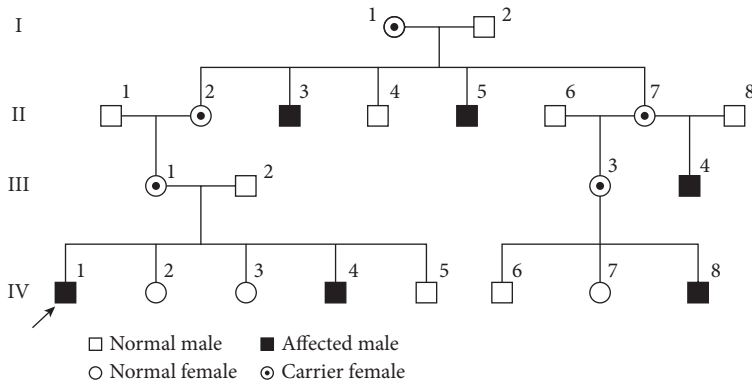 I 1 2
II 1 2 3 4 5 6 7 8
III 1 2 3 4
IV 1 2 3 4 5 6 7 8
Normal male Affected male
Normal female Carrier female